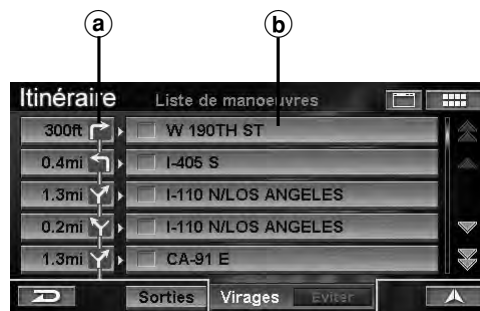 a b
Itinéraire Liste de manoeuvres
300ft W 190TH ST
0.4mi I-405 S
1.3mi I-110 N/LOS ANGELES
0.2mi I-110 N/LOS ANGELES
1.3mi CA-91 E
Sorties Virages Eviter